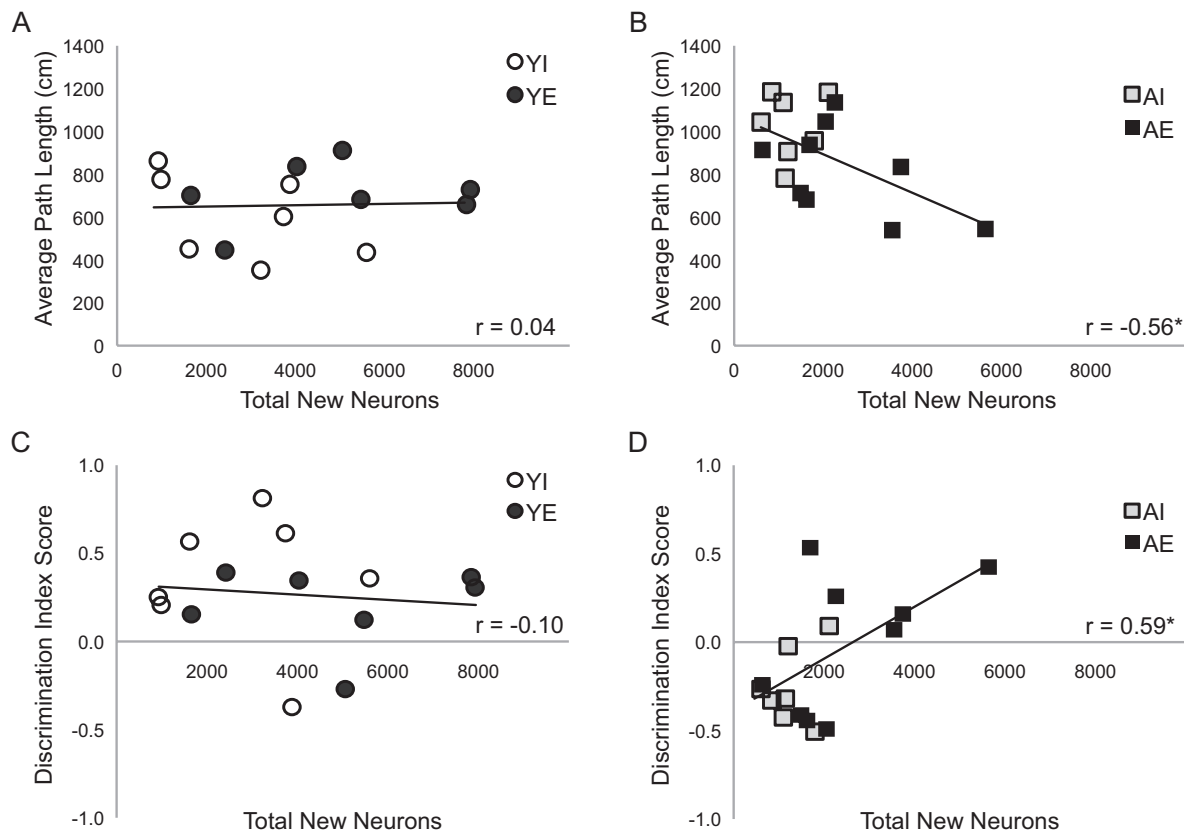 A
Average Path Length (cm)
1400
1200
1000
800
600
400
200
0
YI
YE
r = 0.04
0 2000 4000 6000 8000
Total New Neurons
B
Average Path Length (cm)
1400
1200
1000
800
600
400
200
0
AI
AE
r = -0.56*
0 2000 4000 6000 8000
Total New Neurons
C
Discrimination Index Score
1.0
0.5
0.0
-0.5
-1.0
YI
YE
r = -0.10
2000 4000 6000 8000
Total New Neurons
D
Discrimination Index Score
1.0
0.5
0.0
-0.5
-1.0
AI
AE
r = 0.59*
2000 4000 6000 8000
Total New Neurons